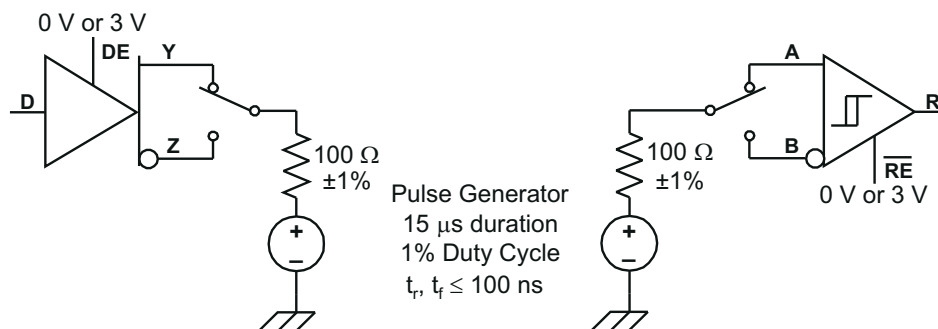 0 V or 3 V
DE
Y
D
Z
100 Ω
±1%
+
–
Pulse Generator
15 μs duration
1% Duty Cycle
tr, tf ≤ 100 ns
A
B
R
100 Ω
±1%
+
–
RE
0 V or 3 V